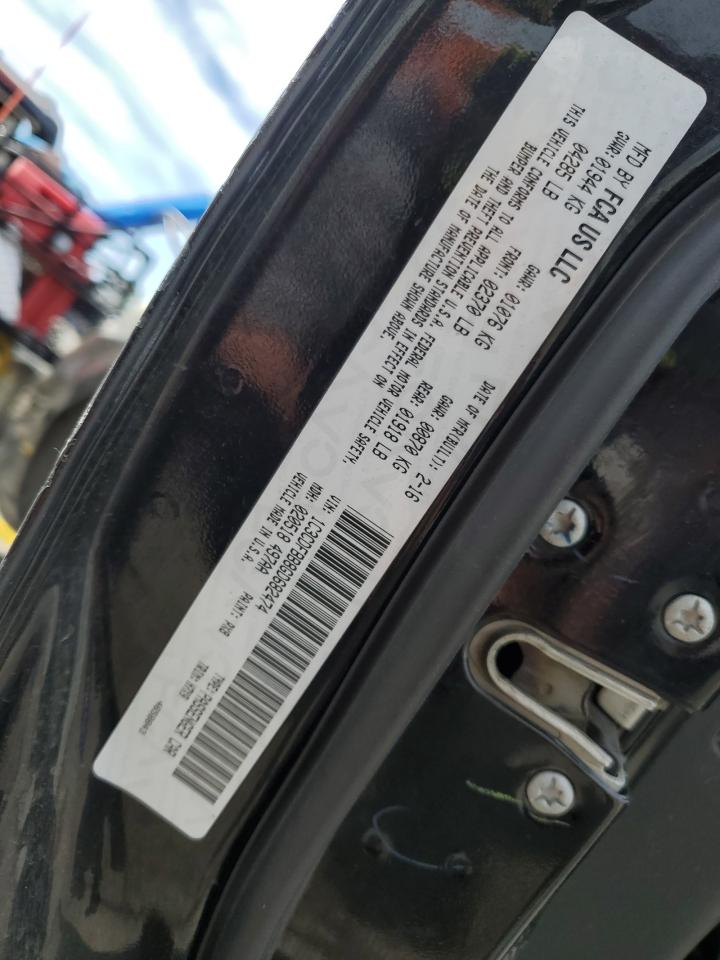 MFD BY FCA US LLC
DATE OF MFR(BUILT): 2-16
GVWR: 01944 KG
04285 LB
GAWR: 01076 KG
FRONT: 02370 LB
GAWR: 00870 KG
REAR: 01918 LB
THIS VEHICLE CONFORMS TO ALL APPLICABLE U.S.A. FEDERAL MOTOR VEHICLE SAFETY,
BUMPER AND THEFT PREVENTION STANDARDS IN EFFECT ON
THE DATE OF MANUFACTURE SHOWN ABOVE.
VIN: 1C3CDFBB8GD682474
TYPE: PASSENGER CAR
MDH: 020518 497AA
PAINT: PXB
VEHICLE MADE IN U.S.A.